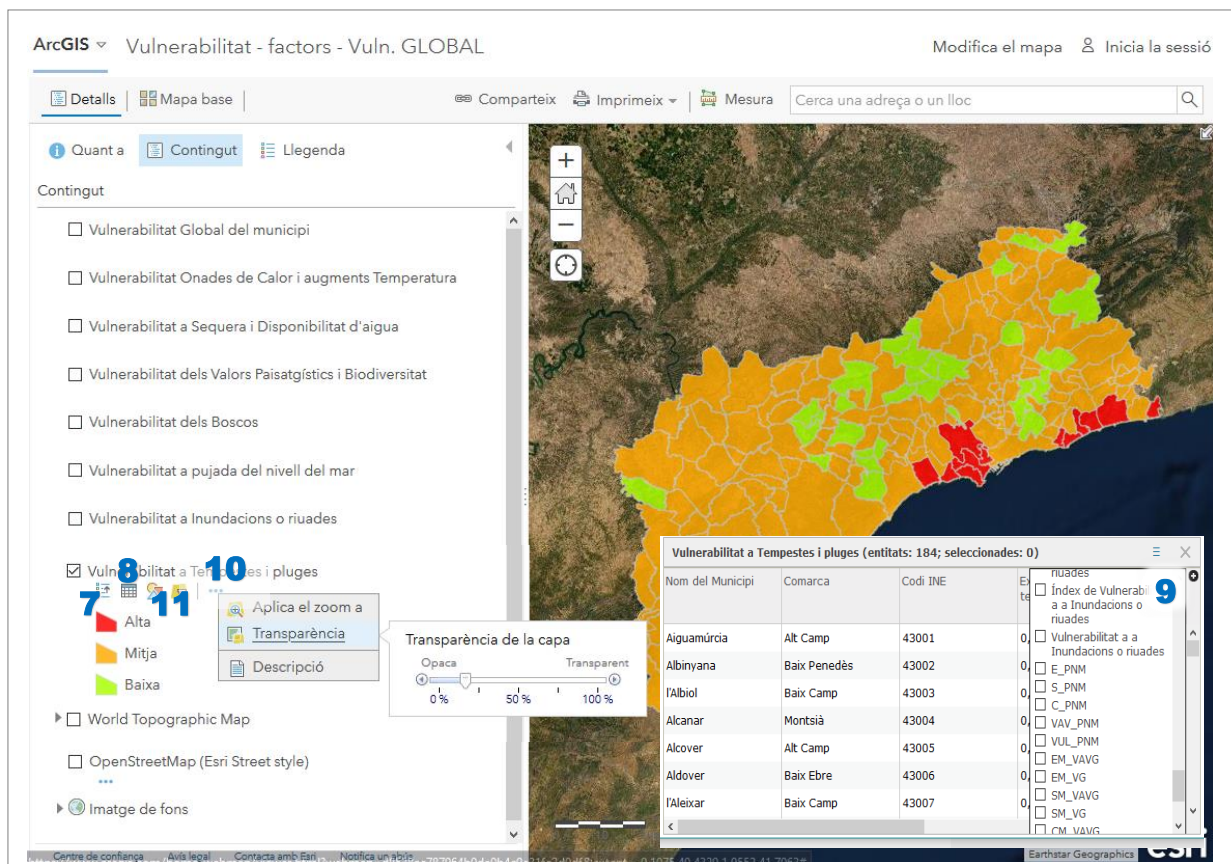 ArcGIS Vulnerabilitat - factors - Vuln. GLOBAL
Modifica el mapa Inicia la sessió
Detalls Mapa base Comparteix Imprimeix Mesura Cerca una adreça o un lloc
Quant a Contingut Llegenda
Contingut
Vulnerabilitat Global del municipi
Vulnerabilitat Onades de Calor i augments Temperatura
Vulnerabilitat a Sequera i Disponibilitat d'aigua
Vulnerabilitat dels Valors Paisatgístics i Biodiversitat
Vulnerabilitat dels Boscos
Vulnerabilitat a pujada del nivell del mar
Vulnerabilitat a Inundacions o riuades
Vulnerabilitat a Tempestes i pluges
8 10
7 11
Alta
Mitja
Baixa
Aplica el zoom a
Transparència
Descripció
Transparència de la capa
Opaca Transparent
0 % 50 % 100 %
World Topographic Map
OpenStreetMap (Esri Street style)
Imatge de fons
Centre de confiança Avís legal Contacta amb Esri Notifica un abús
Vulnerabilitat a Tempestes i pluges (entitats: 184; seleccionades: 0)
Nom del Municipi Comarca Codi INE
Aiguamúrcia Alt Camp 43001 0,
Albinyana Baix Penedès 43002 0,
l'Albiol Baix Camp 43003 0,
Alcanar Montsià 43004 0,
Alcover Alt Camp 43005 0,
Aldover Baix Ebre 43006 0,
l'Aleixar Baix Camp 43007 0,
riuades
Índex de Vulnerabi 9
a a Inundacions o
riuades
Vulnerabilitat a a
Inundacions o riuades
E_PNM
S_PNM
C_PNM
VAV_PNM
VUL_PNM
EM_VAVG
EM_VG
SM_VAVG
SM_VG
CM_VAVG
Earthstar Geographics
esri